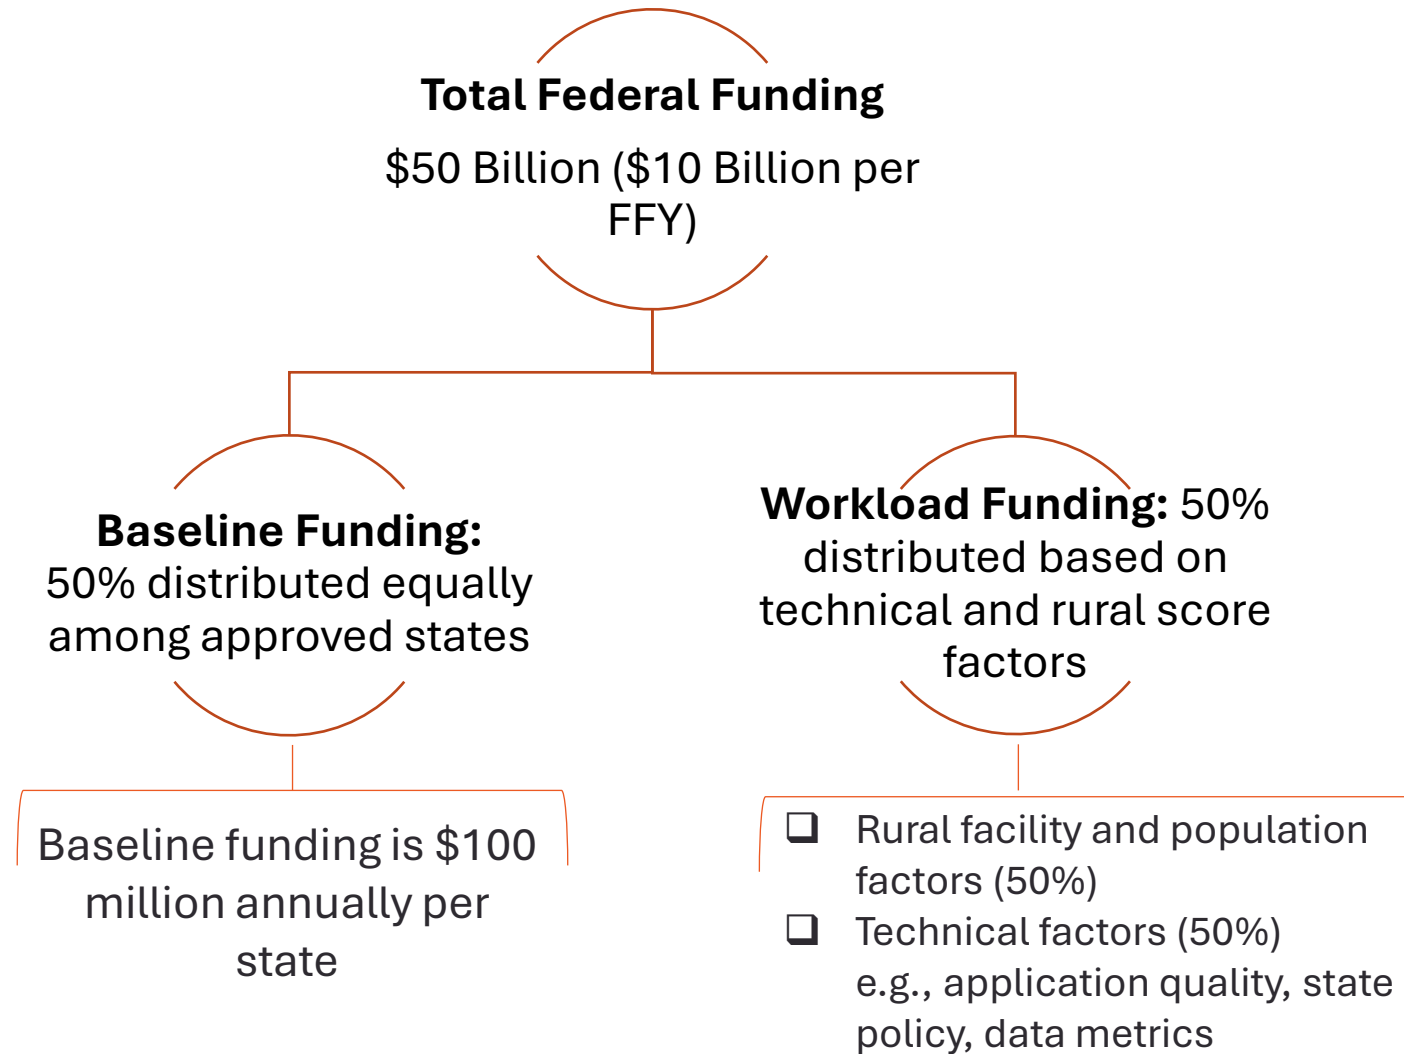 Total Federal Funding
$50 Billion ($10 Billion per
FFY)
Baseline Funding:
50% distributed equally
among approved states
Workload Funding: 50%
distributed based on
technical and rural score
factors
Baseline funding is $100
million annually per
state
❑ Rural facility and population
factors (50%)
❑ Technical factors (50%)
e.g., application quality, state
policy, data metrics